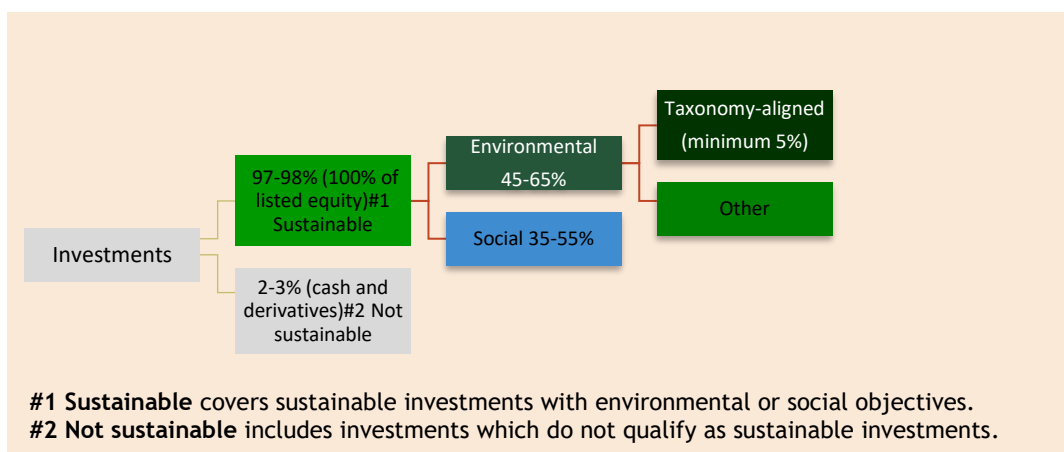 Investments
97-98% (100% of
listed equity)#1
Sustainable
2-3% (cash and
derivatives)#2 Not
sustainable
Environmental
45-65%
Social 35-55%
Taxonomy-aligned
(minimum 5%)
Other
#1 Sustainable covers sustainable investments with environmental or social objectives.
#2 Not sustainable includes investments which do not qualify as sustainable investments.